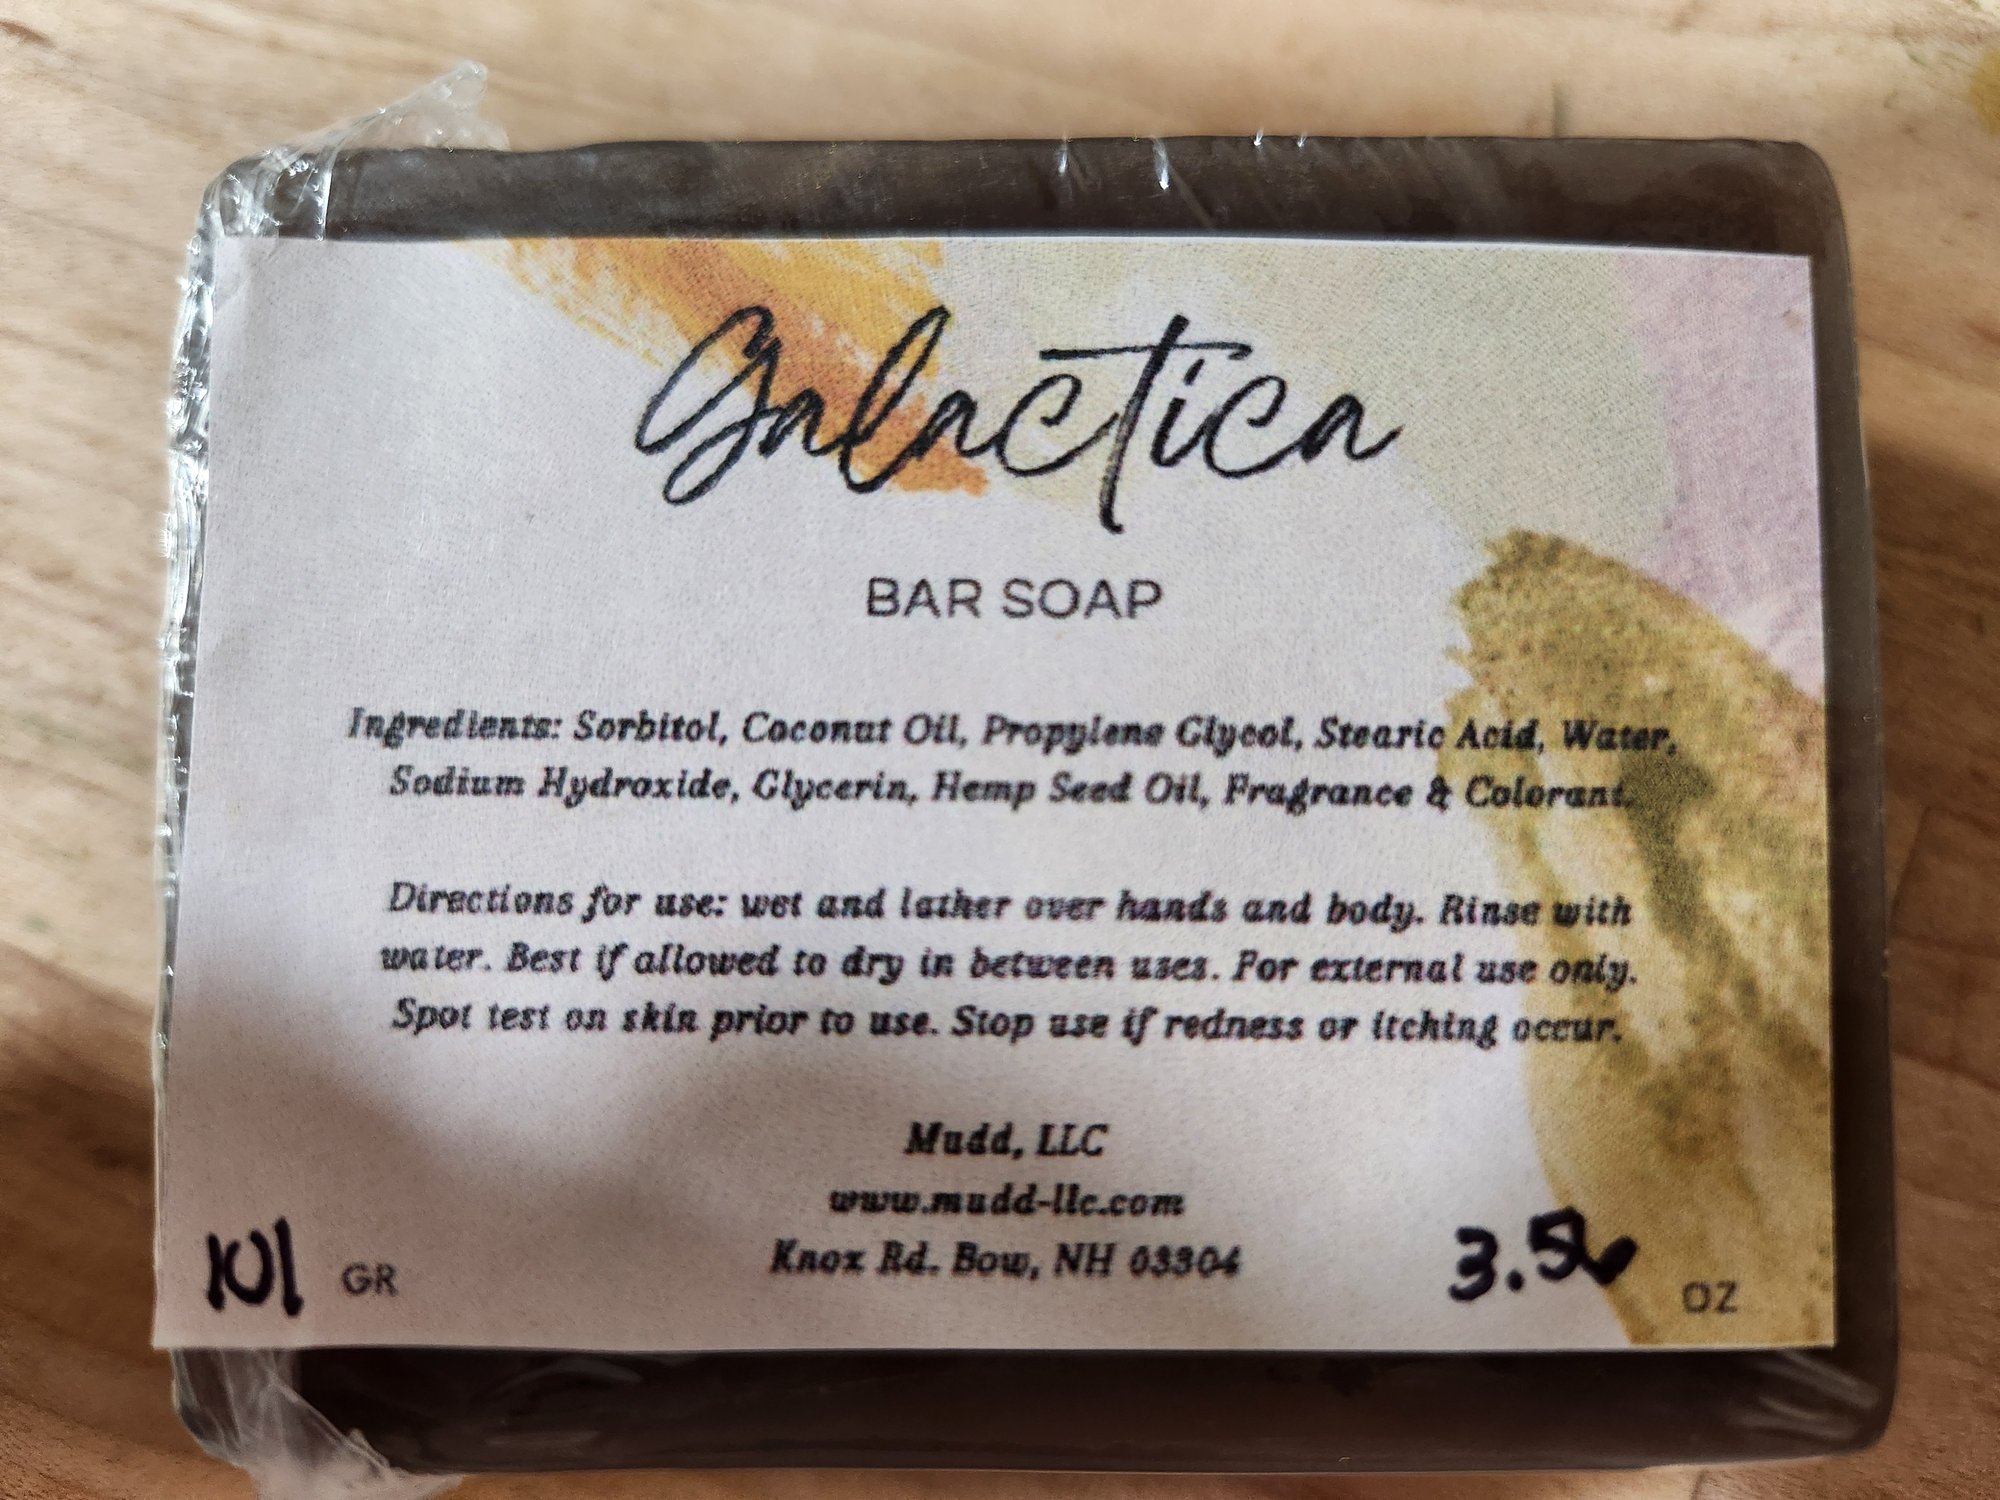 Galactica
BAR SOAP
Ingredients: Sorbitol, Coconut Oil, Propylene Glycol, Stearic Acid, Water,
Sodium Hydroxide, Glycerin, Hemp Seed Oil, Fragrance & Colorant.
Directions for use: wet and lather over hands and body. Rinse with
water. Best if allowed to dry in between uses. For external use only.
Spot test on skin prior to use. Stop use if redness or itching occur.
Mudd, LLC
www.mudd-llc.com
Knox Rd. Bow, NH 03304
101 GR
3.56 OZ